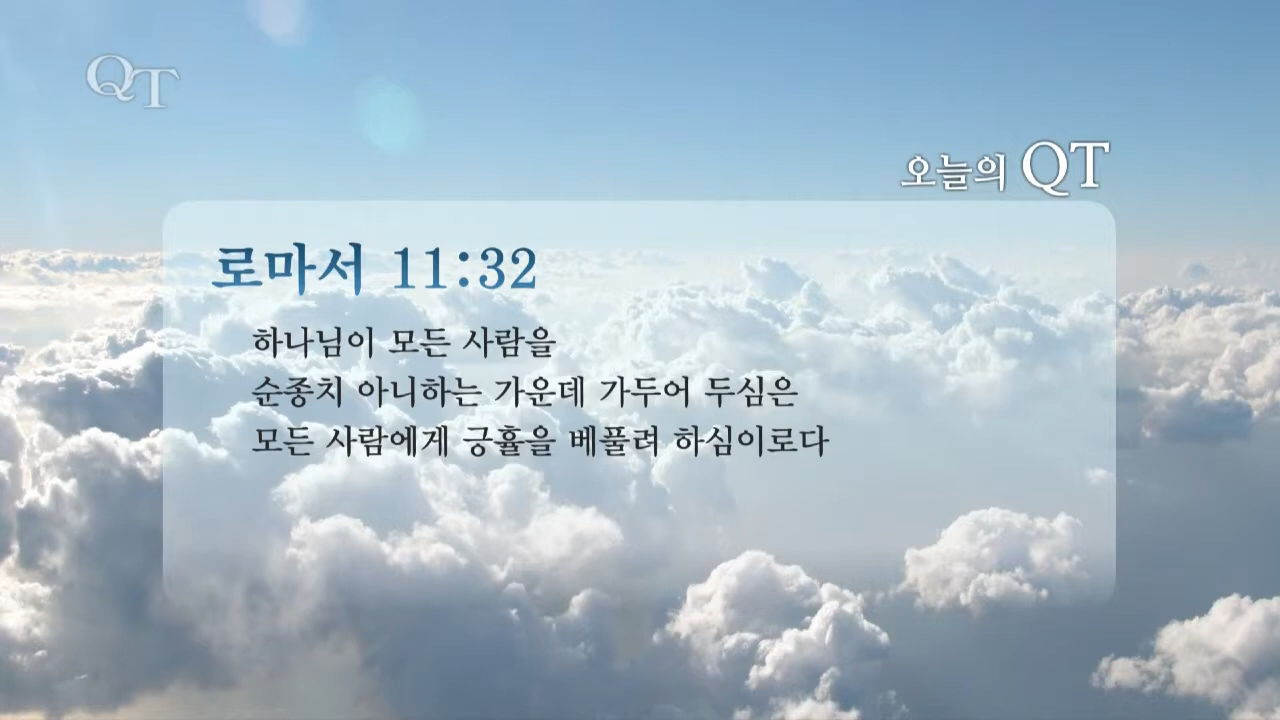 QT
오늘의 QT
로마서 11:32
하나님이 모든 사람을
순종치 아니하는 가운데 가두어 두심은
모든 사람에게 긍휼을 베풀려 하심이로다